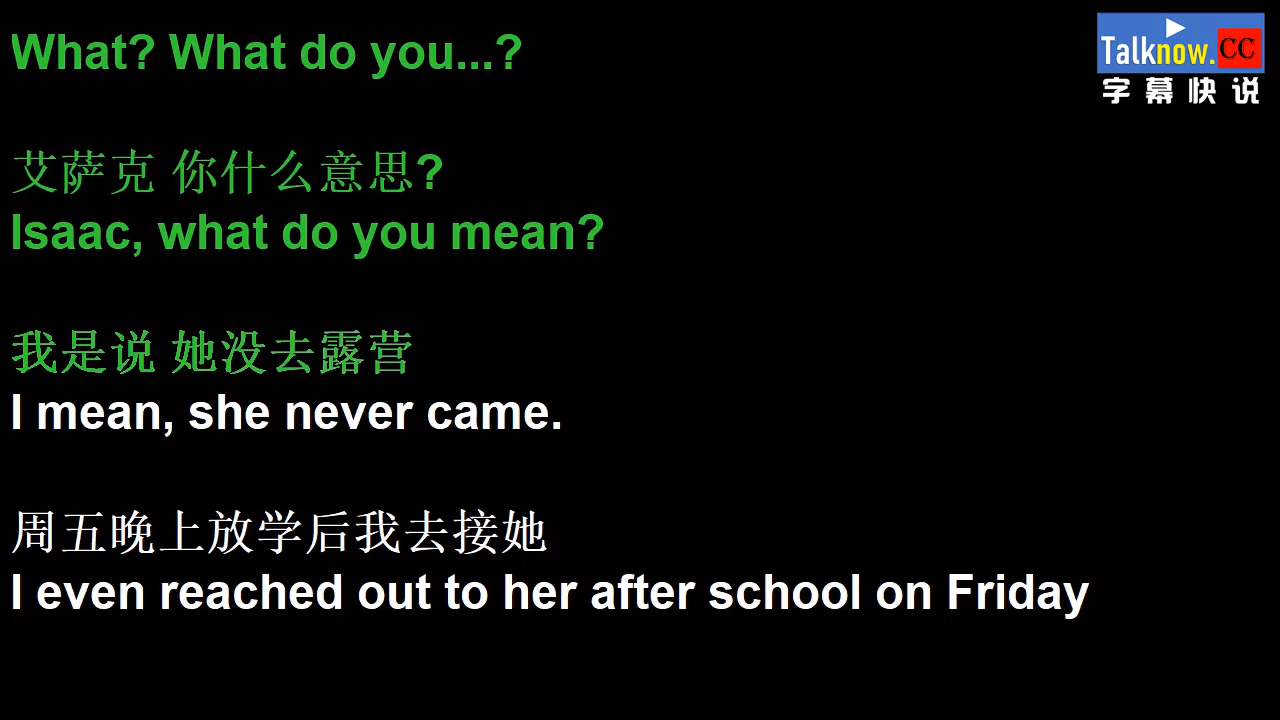 What? What do you...?
Talknow.CC
字幕快说
艾萨克 你什么意思?
Isaac, what do you mean?
我是说 她没去露营
I mean, she never came.
周五晚上放学后我去接她
I even reached out to her after school on Friday